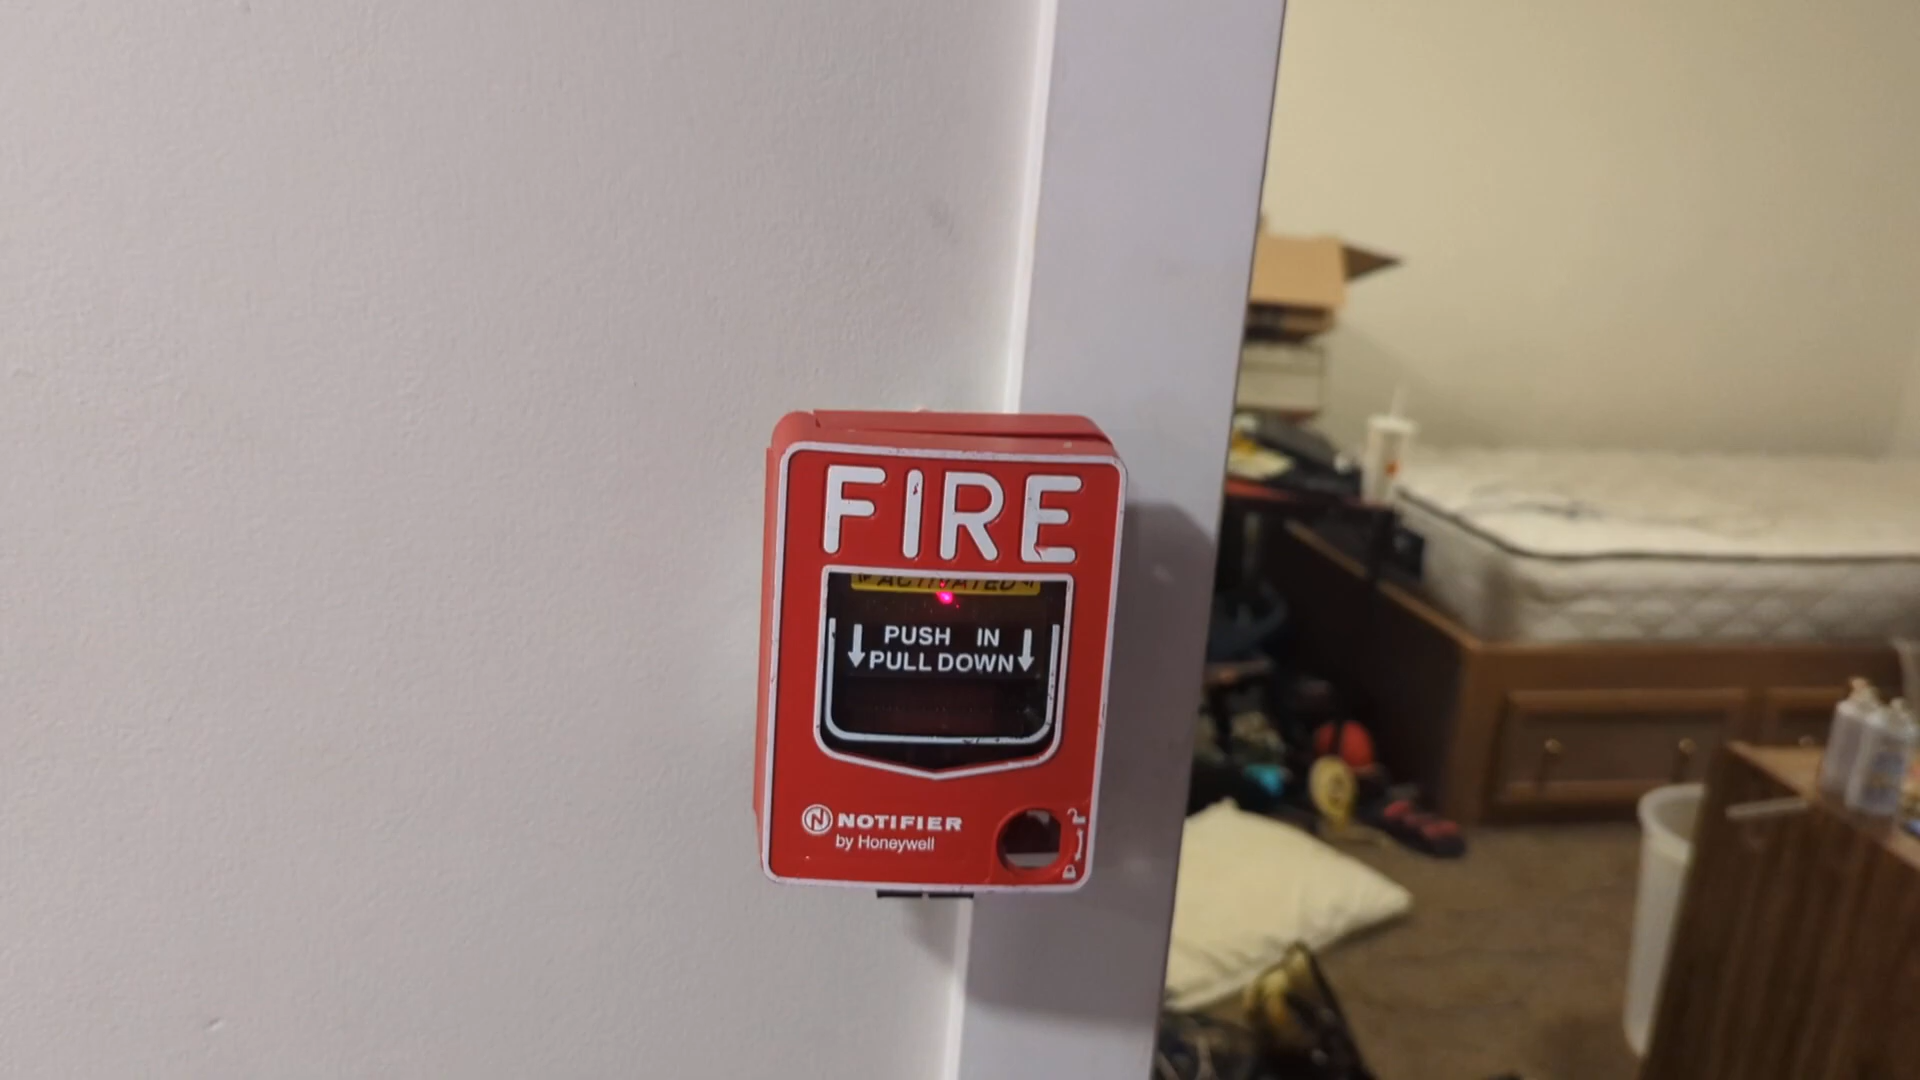 FIRE
ACTIVATED
PUSH IN
PULL DOWN
NOTIFIER
by Honeywell